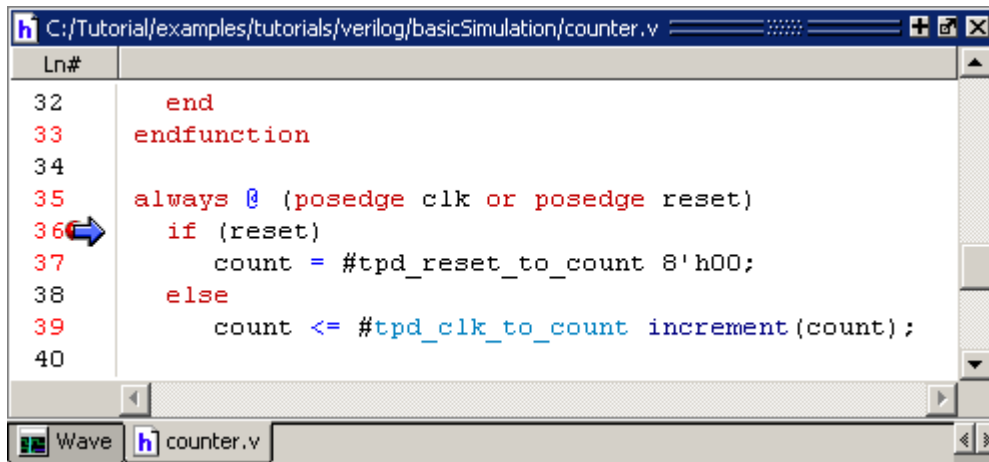 h C:/Tutorial/examples/tutorials/verilog/basicSimulation/counter.v
Ln#
32 end
33 endfunction
34
35 always @ (posedge clk or posedge reset)
36 if (reset)
37 count = #tpd_reset_to_count 8'h00;
38 else
39 count <= #tpd_clk_to_count increment(count);
40
Wave h counter.v